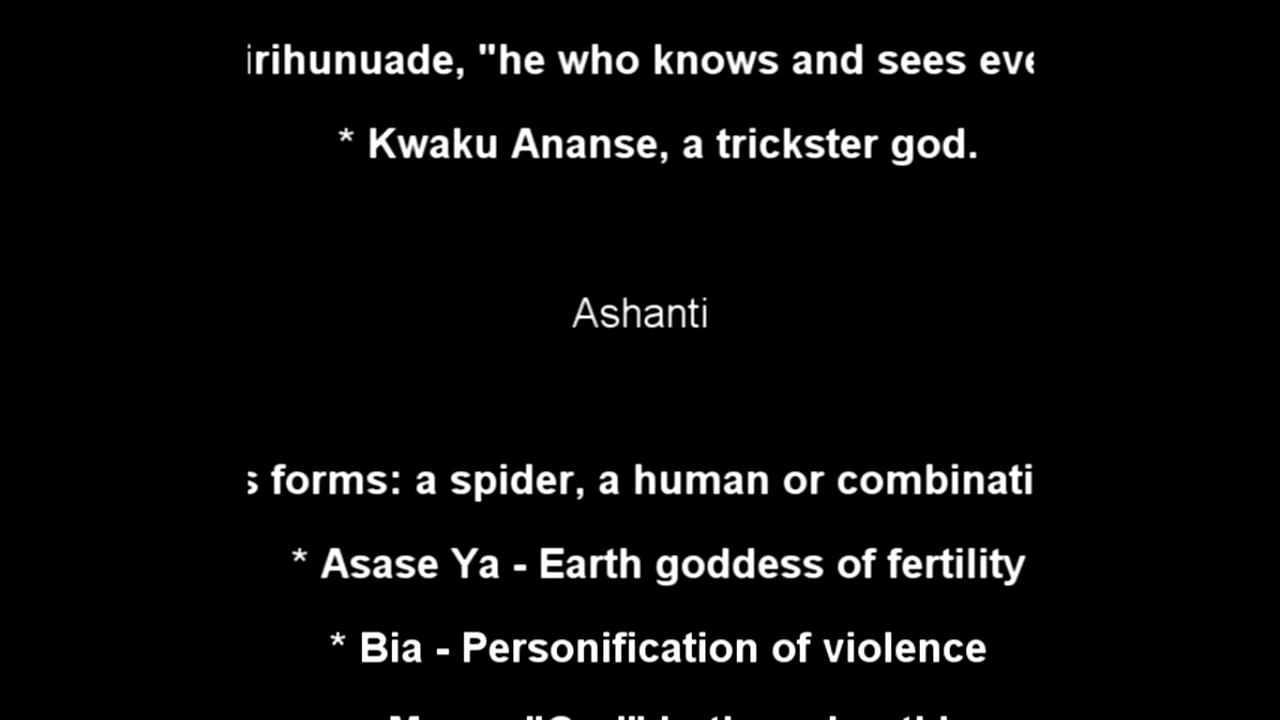 irihunuade, "he who knows and sees eve
* Kwaku Ananse, a trickster god.
Ashanti
s forms: a spider, a human or combinati
* Asase Ya - Earth goddess of fertility
* Bia - Personification of violence